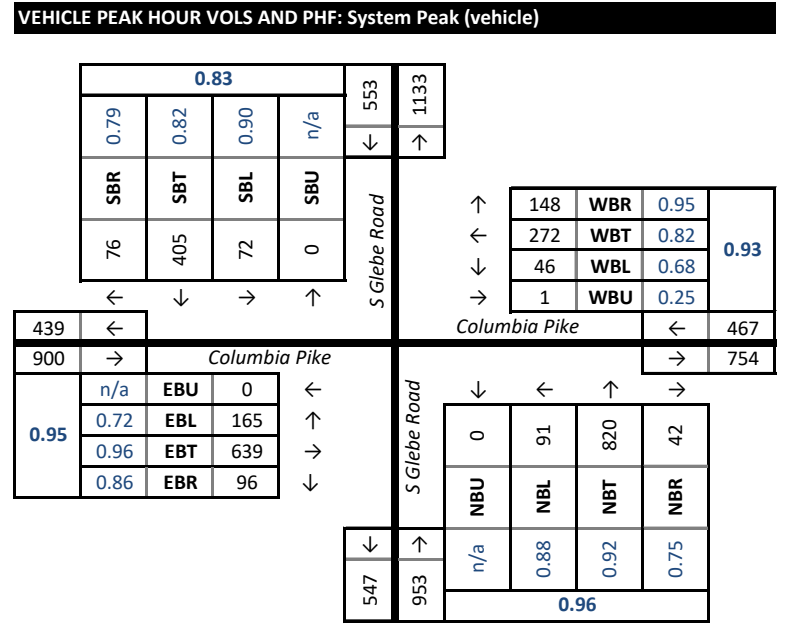 VEHICLE PEAK HOUR VOLS AND PHF: System Peak (vehicle)
0.83
0.79 0.82 0.90 n/a
SBR SBT SBL SBU
76 405 72 0
← ↓ → ↑
553 1133
↓ ↑
S Glebe Road
↑ 148 WBR 0.95
← 272 WBT 0.82
↓ 46 WBL 0.68
→ 1 WBU 0.25
0.93
439 ←
Columbia Pike
← 467
900 →
Columbia Pike
→ 754
0.95
n/a EBU 0 ←
0.72 EBL 165 ↑
0.96 EBT 639 →
0.86 EBR 96 ↓
S Glebe Road
↓ ← ↑ →
0 91 820 42
NBU NBL NBT NBR
n/a 0.88 0.92 0.75
0.96
↓ ↑
547 953